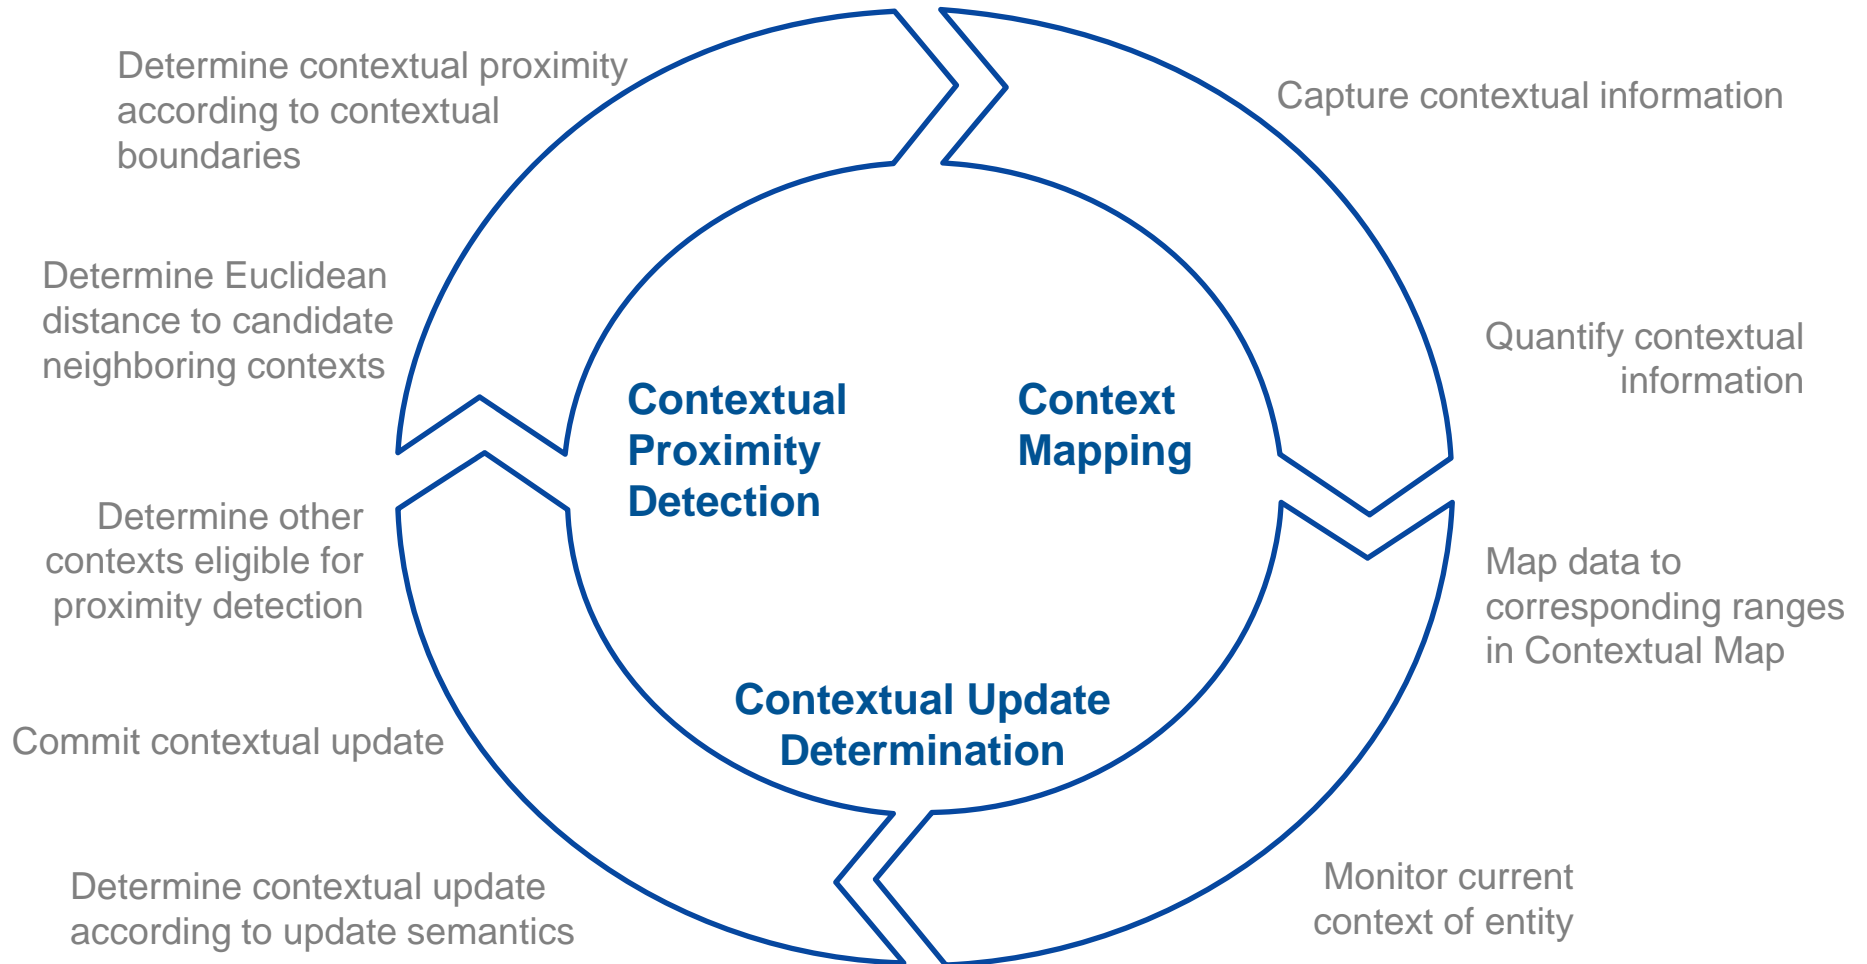 Determine contextual proximity
according to contextual
boundaries
Capture contextual information
Determine Euclidean
distance to candidate
neighboring contexts
Quantify contextual
information
Contextual
Proximity
Detection
Context
Mapping
Determine other
contexts eligible for
proximity detection
Map data to
corresponding ranges
in Contextual Map
Contextual Update
Determination
Commit contextual update
Determine contextual update
according to update semantics
Monitor current
context of entity